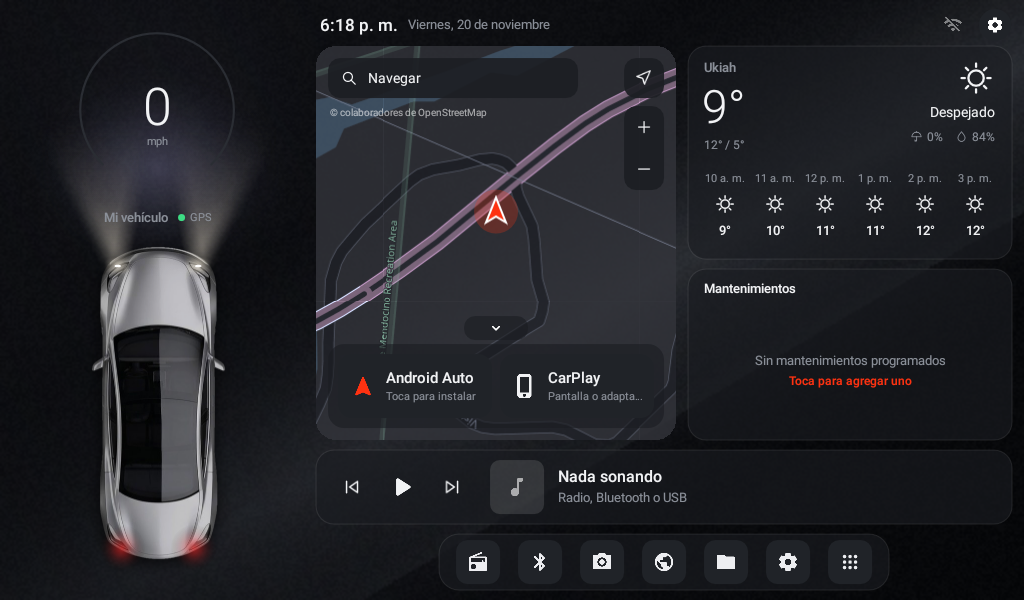 6:18 p. m. Viernes, 20 de noviembre
0
mph
Mi vehículo GPS
Navegar
© colaboradores de OpenStreetMap
Mendocino Recreation Area
Android Auto
Toca para instalar
CarPlay
Pantalla o adapta...
Ukiah
9°
12° / 5°
Despejado
0% 84%
10 a. m. 11 a. m. 12 p. m. 1 p. m. 2 p. m. 3 p. m.
9° 10° 11° 11° 12° 12°
Mantenimientos
Sin mantenimientos programados
Toca para agregar uno
Nada sonando
Radio, Bluetooth o USB